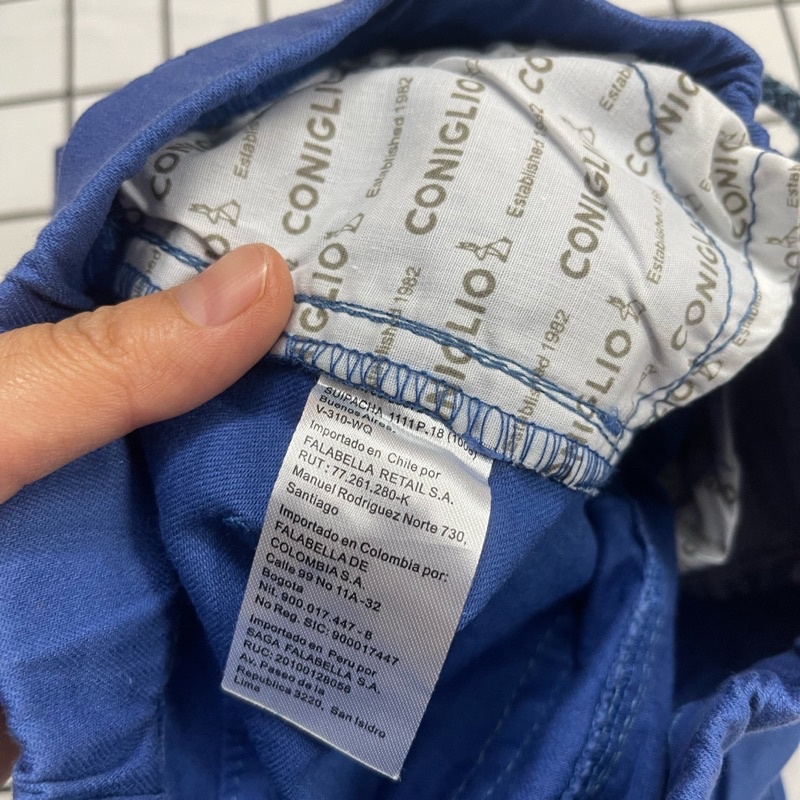 CONIGLIO
Established 1982
CONIGLIO
Established 1982
CONIGLIO
Established 1982
CONIGLIO
SUIPACHA 1111 P.18
Buenos Aires.
V-310-WQ
Importado en Chile por
FALABELLA RETAIL S.A.
RUT: 77.261.280-K
Manuel Rodríguez Norte 730,
Santiago
Importado en Colombia por:
FALABELLA DE
COLOMBIA S.A.
Calle 99 No 11A-32
Bogota
Nit. 900.017.447 - 8
No Reg. SIC: 900017447
Importado en Peru por
SAGA FALABELLA S.A.
RUC: 20100128056
Av. Paseo de la
Republica 3220, San Isidro
Lima